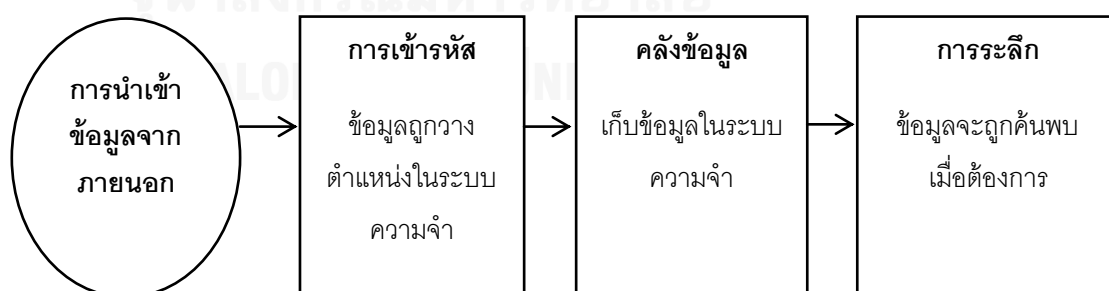 การนำเข้า
ข้อมูลจาก
ภายนอก
การเข้ารหัส
ข้อมูลถูกวาง
ตำแหน่งในระบบ
ความจำ
คลังข้อมูล
เก็บข้อมูลในระบบ
ความจำ
การระลึก
ข้อมูลจะถูกค้นพบ
เมื่อต้องการ